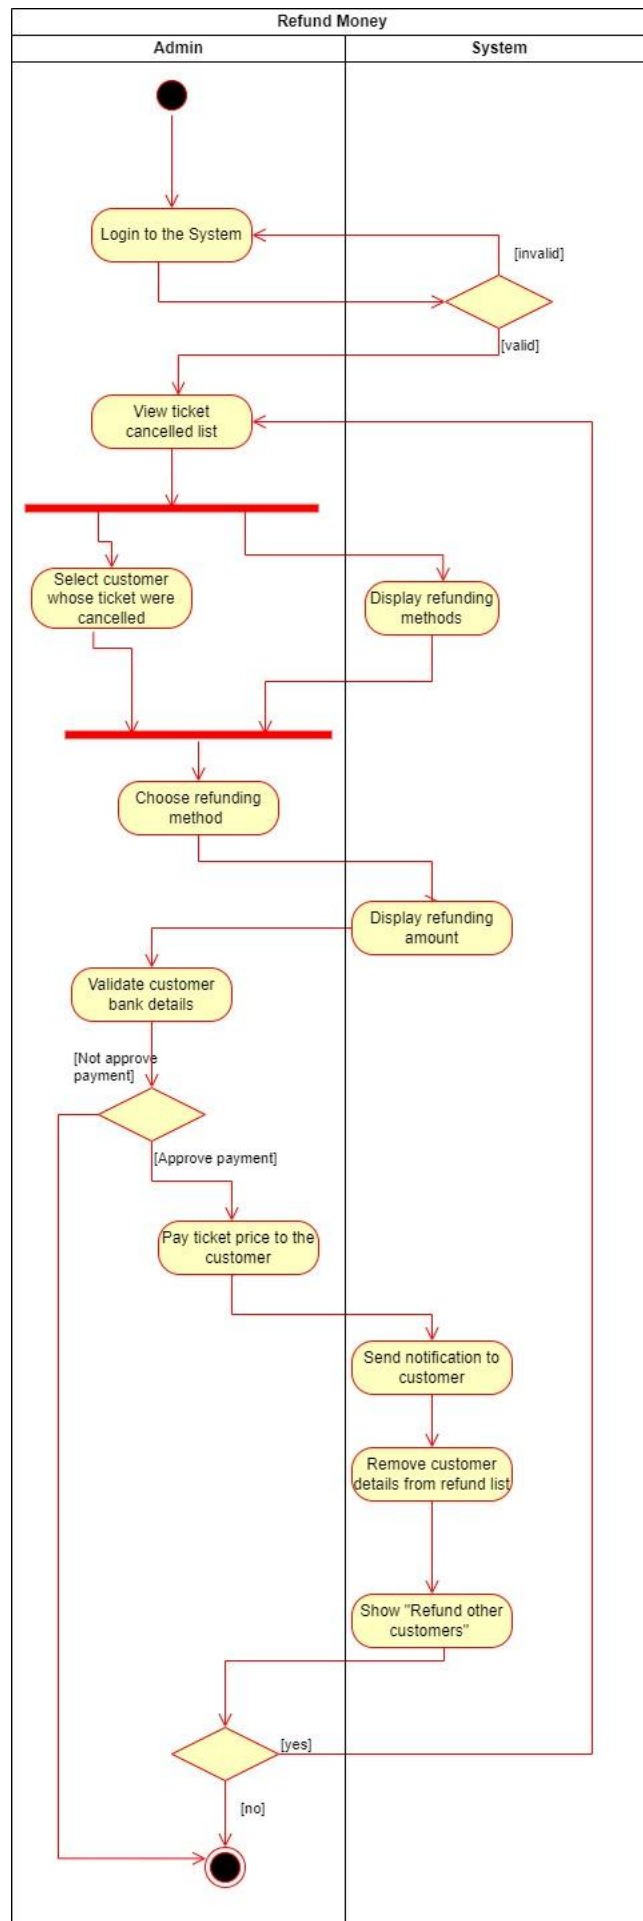 Refund Money
Admin
System
Login to the System
[invalid]
[valid]
View ticket
cancelled list
Select customer
whose ticket were
cancelled
Display refunding
methods
Choose refunding
method
Display refunding
amount
Validate customer
bank details
[Not approve
payment]
[Approve payment]
Pay ticket price to the
customer
Send notification to
customer
Remove customer
details from refund list
Show "Refund other
customers"
[yes]
[no]